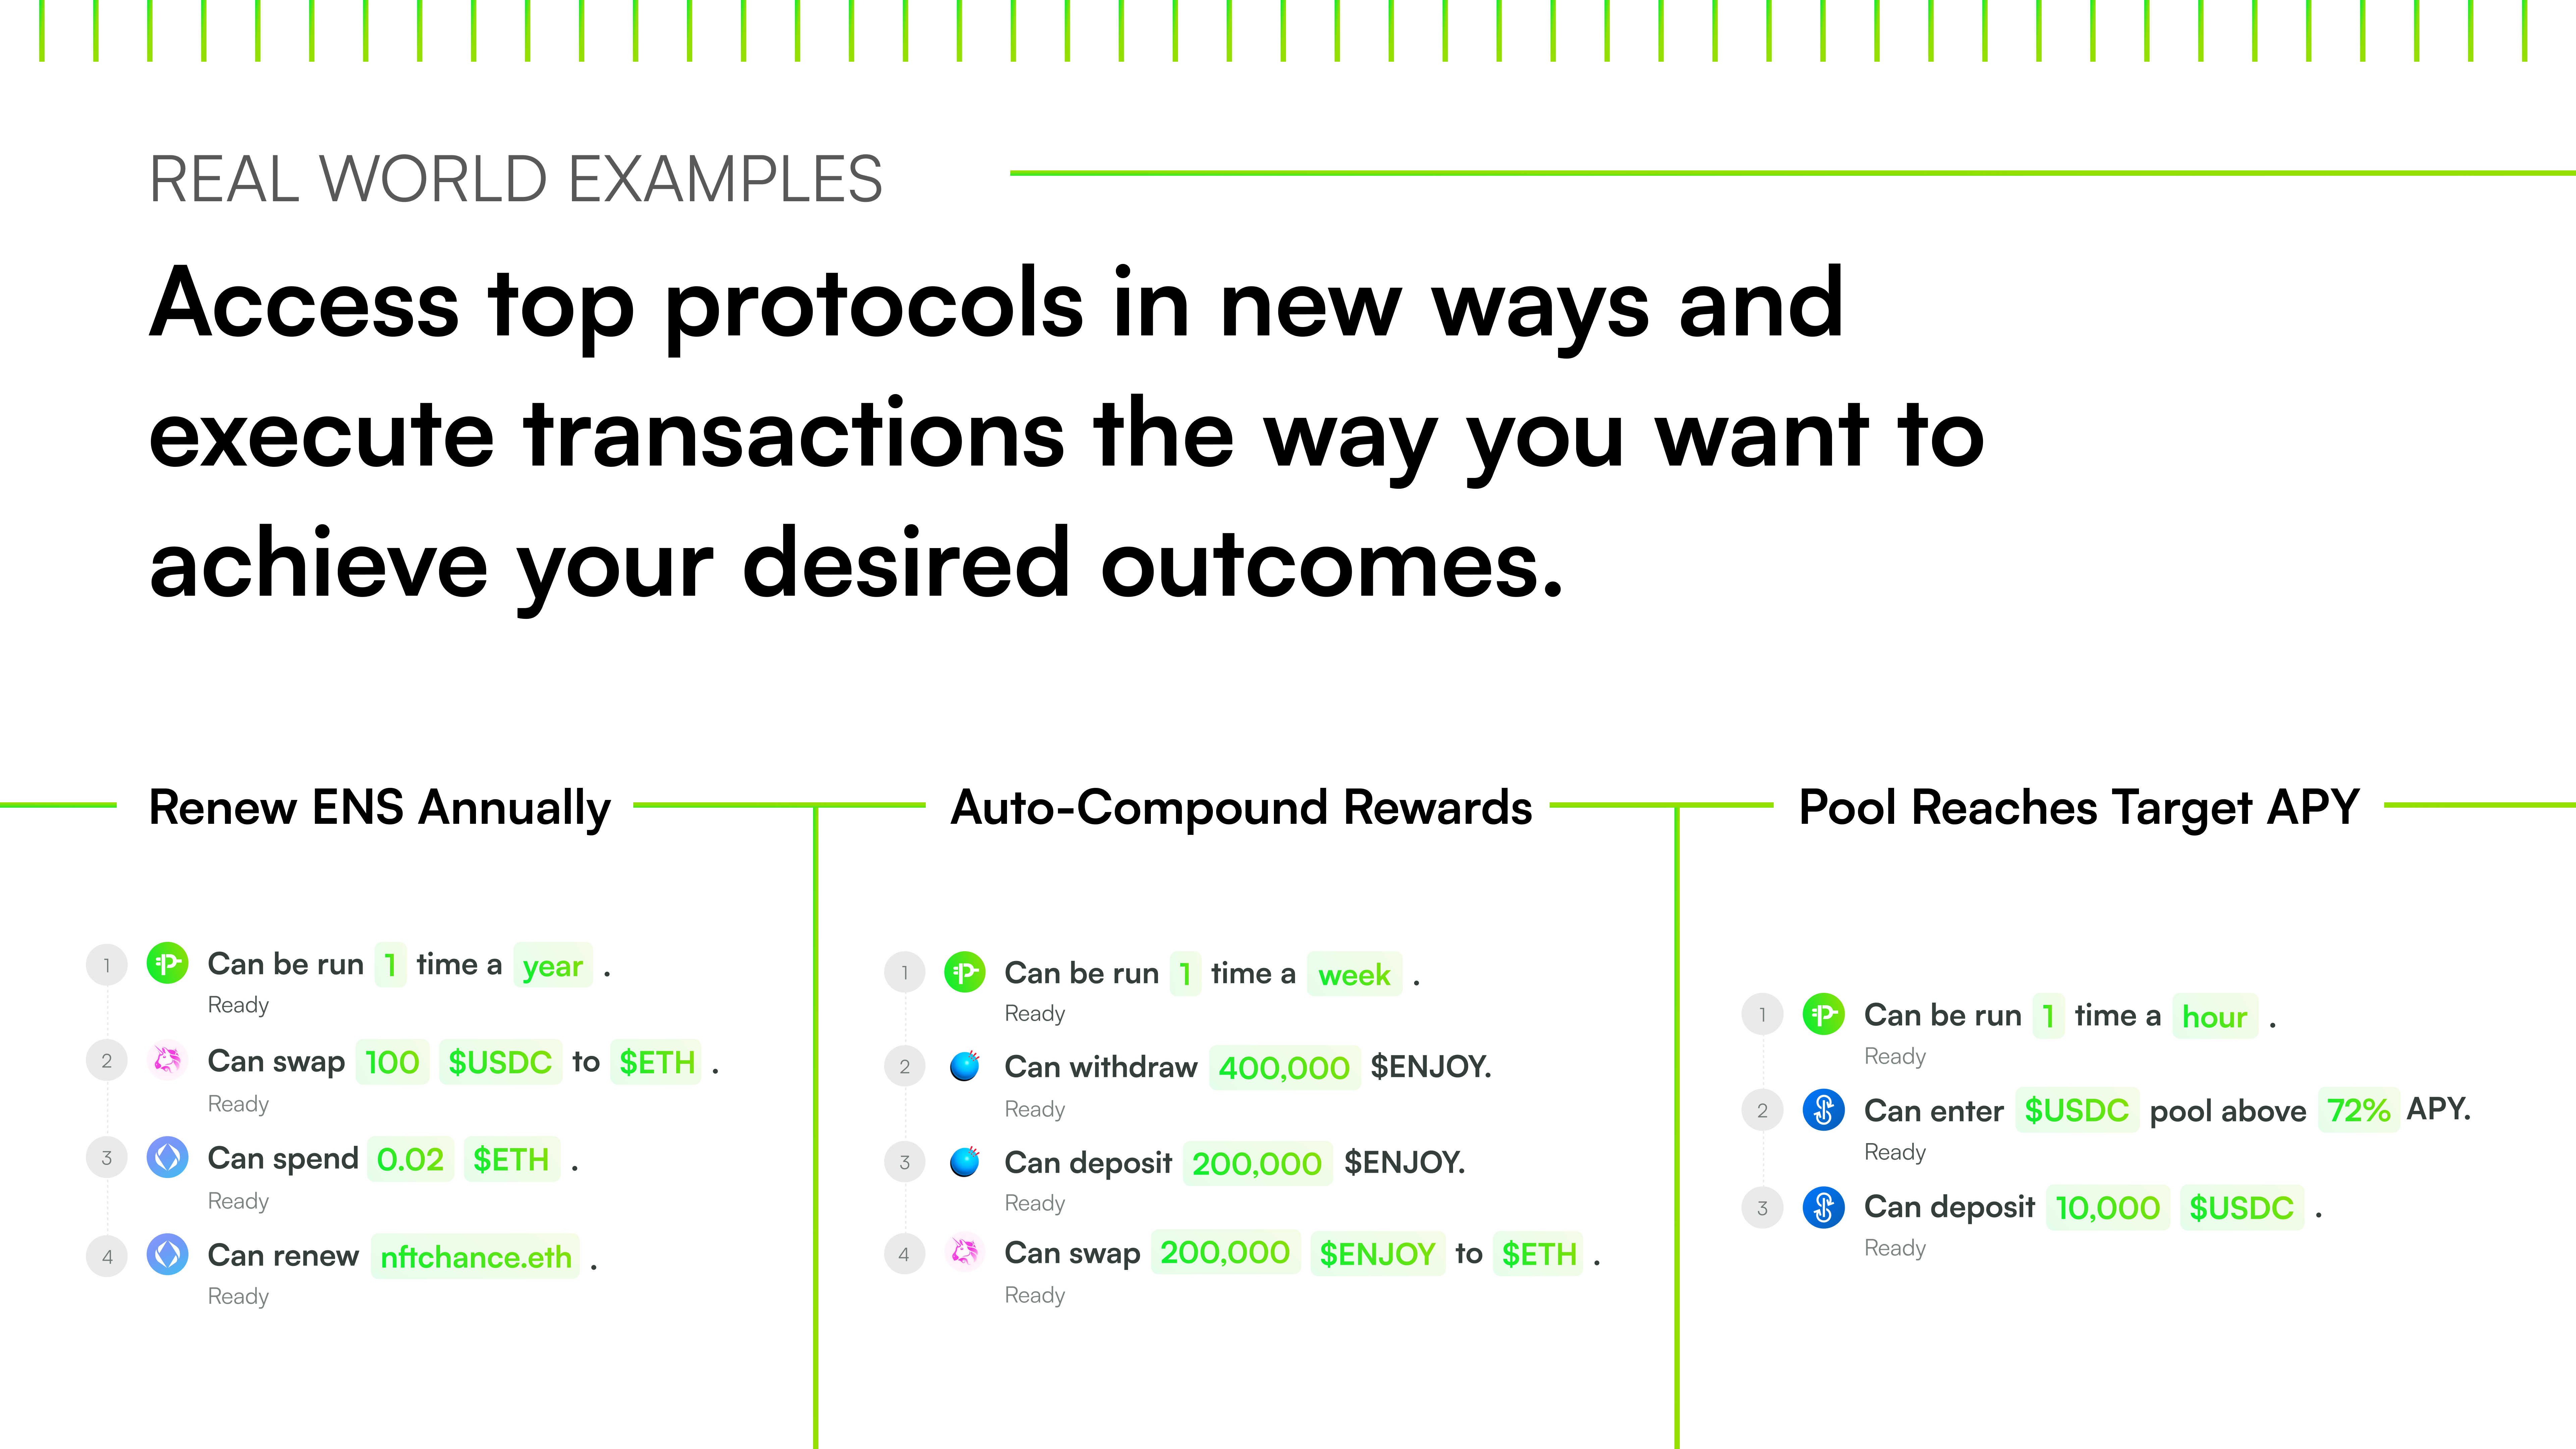 REAL WORLD EXAMPLES
Access top protocols in new ways and
execute transactions the way you want to
achieve your desired outcomes.
Renew ENS Annually
1 Can be run 1 time a year .
Ready
2 Can swap 100 $USDC to $ETH .
Ready
3 Can spend 0.02 $ETH .
Ready
4 Can renew nftchance.eth .
Ready
Auto-Compound Rewards
1 Can be run 1 time a week .
Ready
2 Can withdraw 400,000 $ENJOY.
Ready
3 Can deposit 200,000 $ENJOY.
Ready
4 Can swap 200,000 $ENJOY to $ETH .
Ready
Pool Reaches Target APY
1 Can be run 1 time a hour .
Ready
2 Can enter $USDC pool above 72% APY.
Ready
3 Can deposit 10,000 $USDC .
Ready